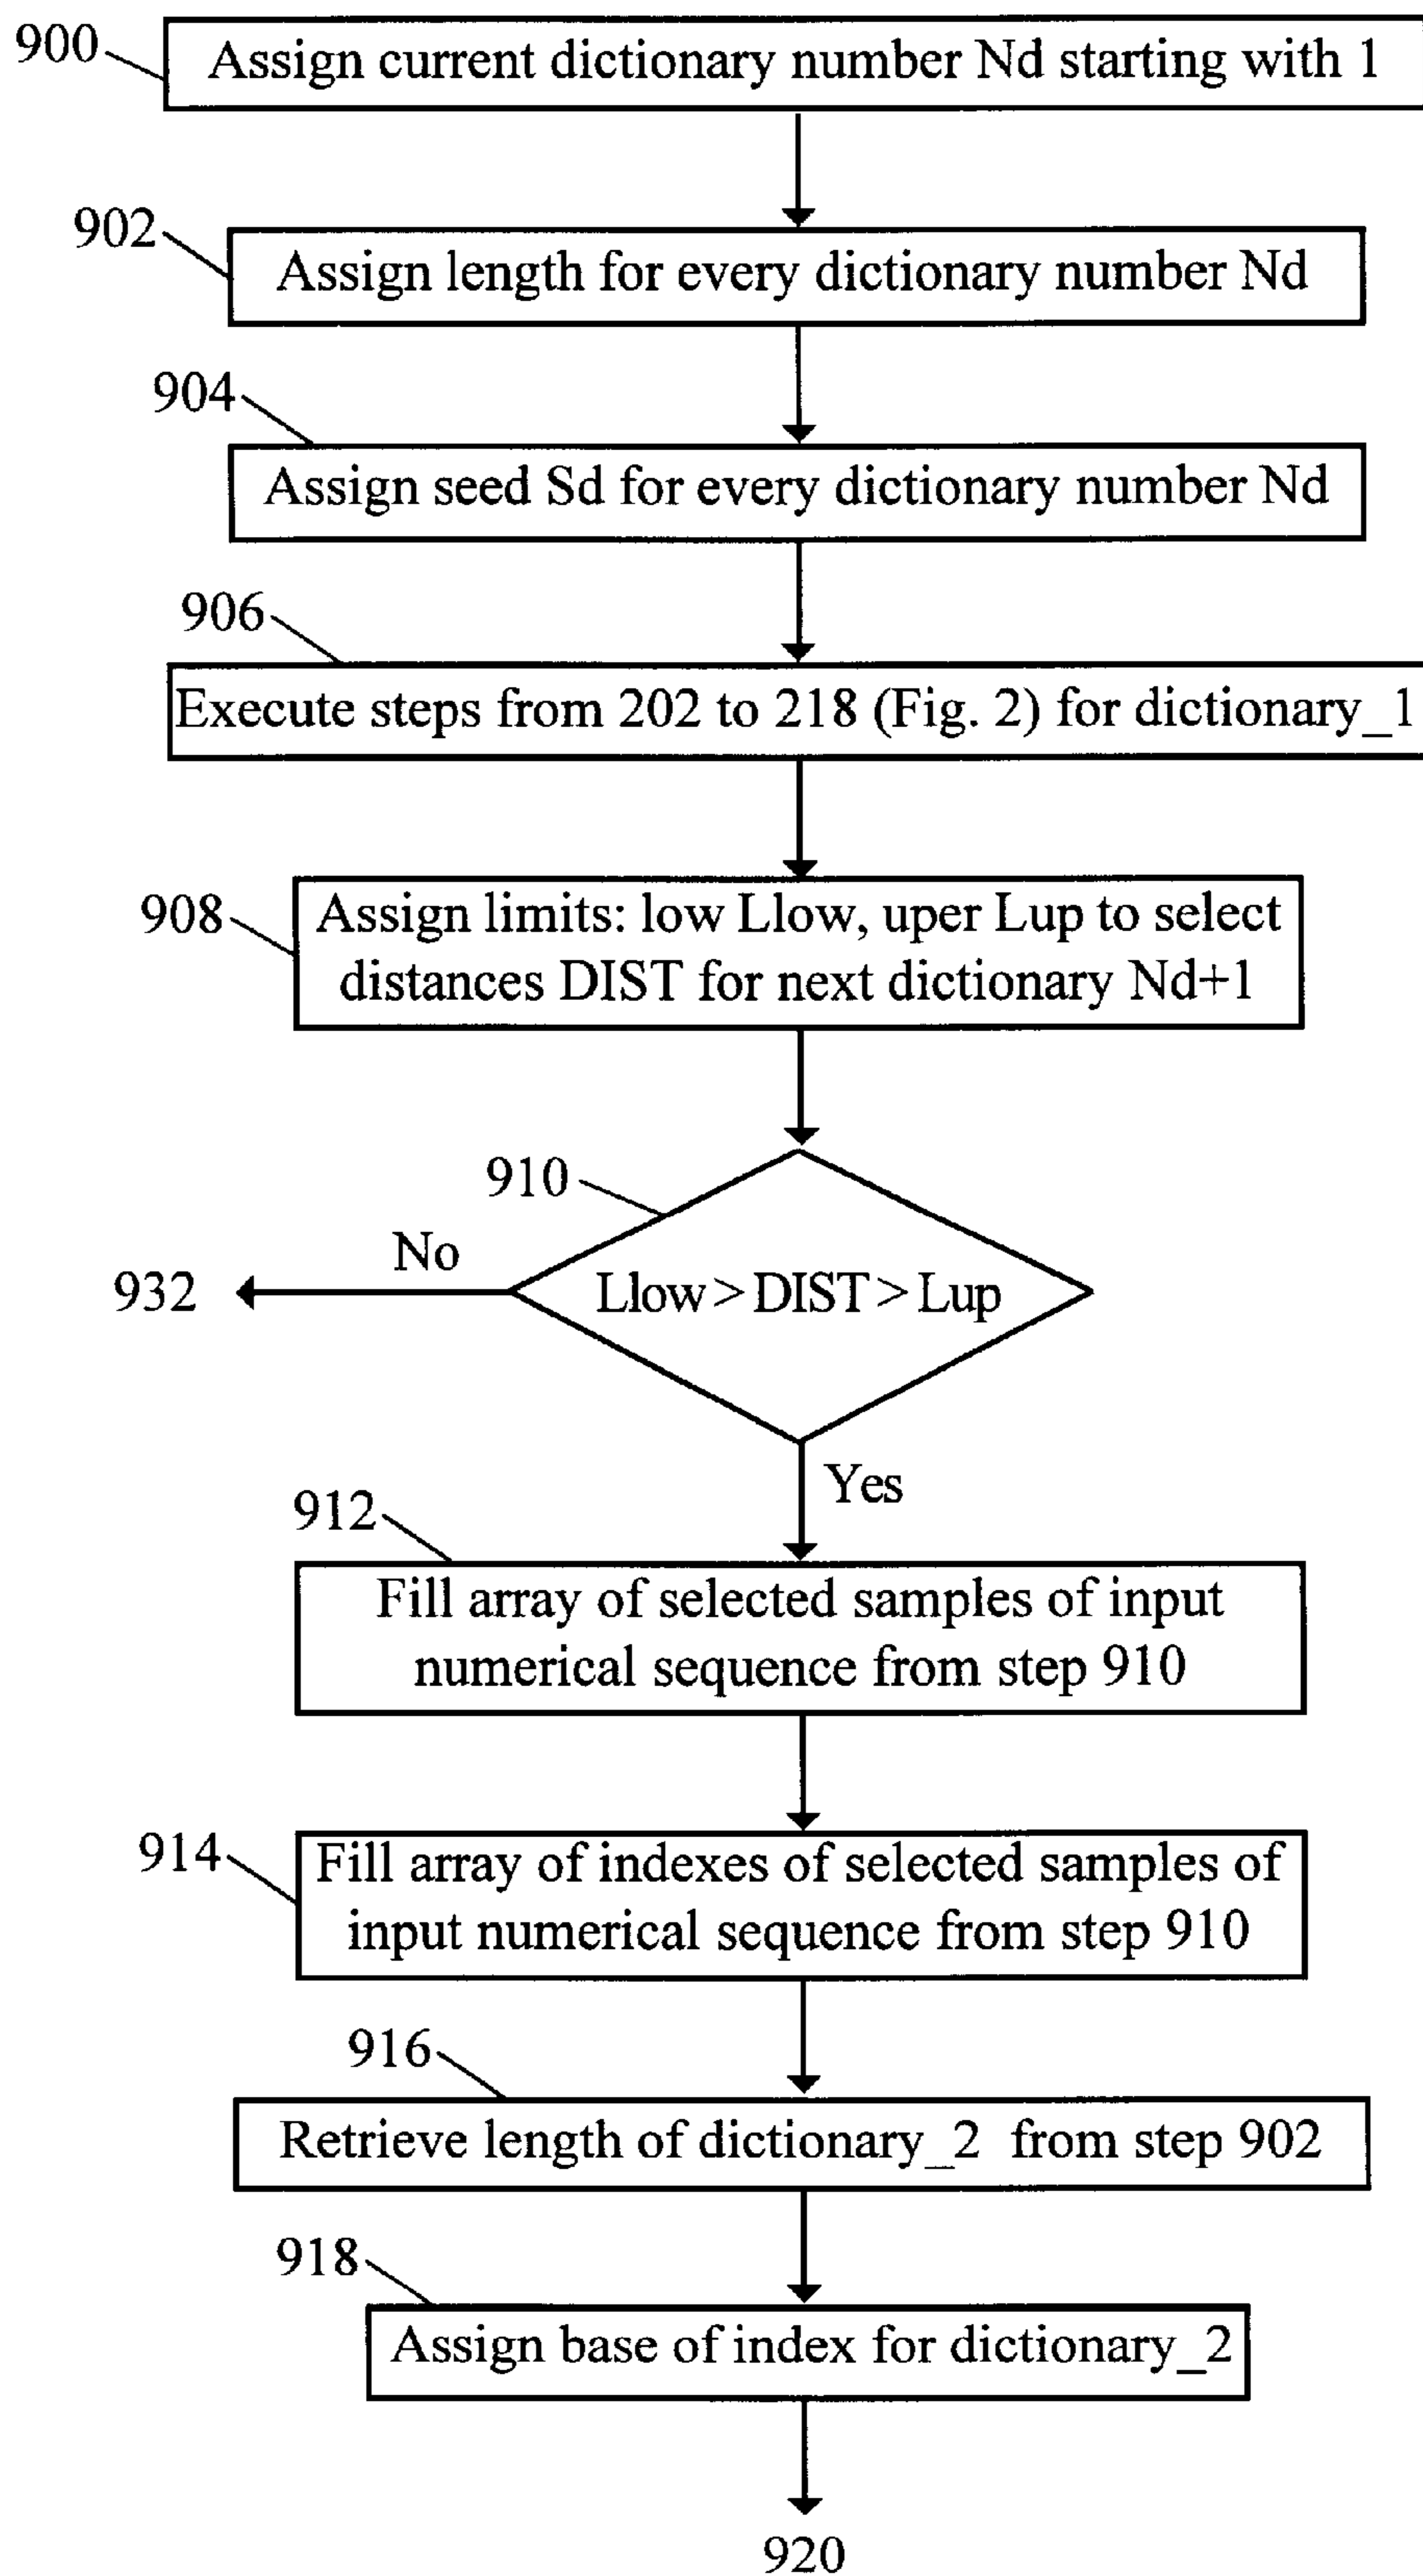 900
Assign current dictionary number Nd starting with 1
902
Assign length for every dictionary number Nd
904
Assign seed Sd for every dictionary number Nd
906
Execute steps from 202 to 218 (Fig. 2) for dictionary_1
908
Assign limits: low Llow, uper Lup to select
distances DIST for next dictionary Nd+1
910
No
932
Llow > DIST > Lup
Yes
912
Fill array of selected samples of input
numerical sequence from step 910
914
Fill array of indexes of selected samples of
input numerical sequence from step 910
916
Retrieve length of dictionary_2 from step 902
918
Assign base of index for dictionary_2
920